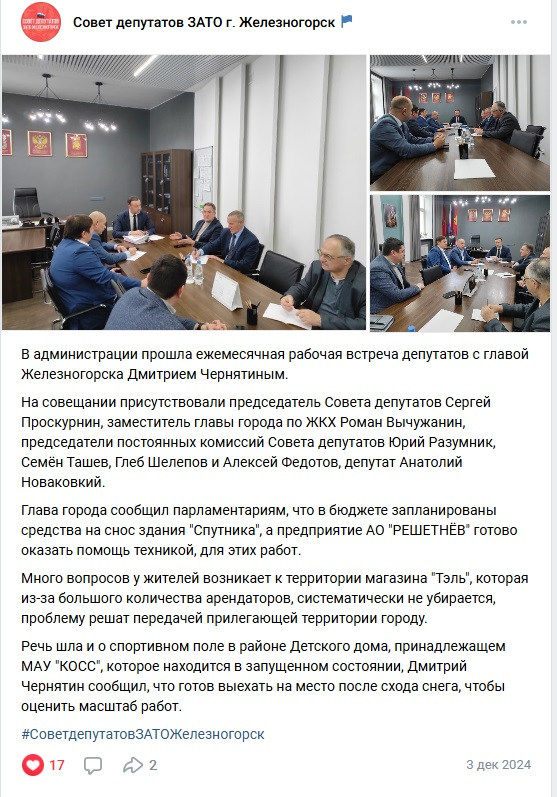 СОВЕТ ДЕПУТАТОВ
ЗАТО ЖЕЛЕЗНОГОРСК
Совет депутатов ЗАТО г. Железногорск
В администрации прошла ежемесячная рабочая встреча депутатов с главой
Железногорска Дмитрием Чернятиным.
На совещании присутствовали председатель Совета депутатов Сергей
Проскурнин, заместитель главы города по ЖКХ Роман Вычужанин,
председатели постоянных комиссий Совета депутатов Юрий Разумник,
Семён Ташев, Глеб Шелепов и Алексей Федотов, депутат Анатолий
Новаковкий.
Глава города сообщил парламентариям, что в бюджете запланированы
средства на снос здания "Спутника", а предприятие АО "РЕШЕТНЁВ" готово
оказать помощь техникой, для этих работ.
Много вопросов у жителей возникает к территории магазина "Тэль", которая
из-за большого количества арендаторов, систематически не убирается,
проблему решат передачей прилегающей территории городу.
Речь шла и о спортивном поле в районе Детского дома, принадлежащем
МАУ "КОСС", которое находится в запущенном состоянии, Дмитрий
Чернятин сообщил, что готов выехать на место после схода снега, чтобы
оценить масштаб работ.
#СоветдепутатовЗАТОЖелезногорск
17
2
3 дек 2024